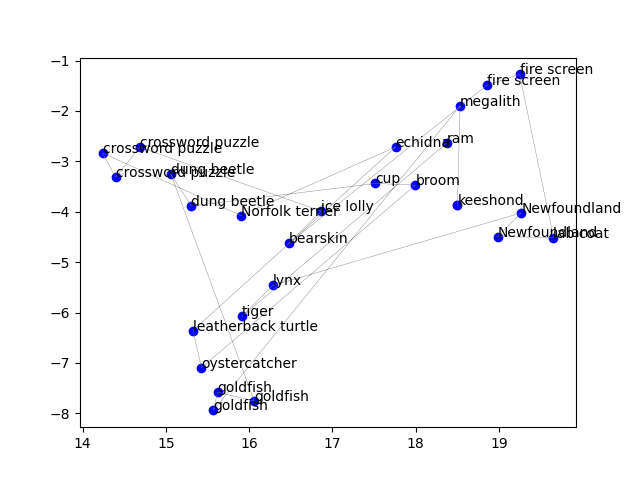 −1
−2
−3
−4
−5
−6
−7
−8
fire screen
fire screen
megalith
crossword puzzle
crossword puzzle
crossword puzzle
echidna
ram
dung beetle
cup
broom
dung beetle
Norfolk terrier
ice lolly
keeshond
Newfoundland
bearskin
Newfoundland
lab coat
lynx
tiger
leatherback turtle
oystercatcher
goldfish
goldfish
goldfish
14 15 16 17 18 19